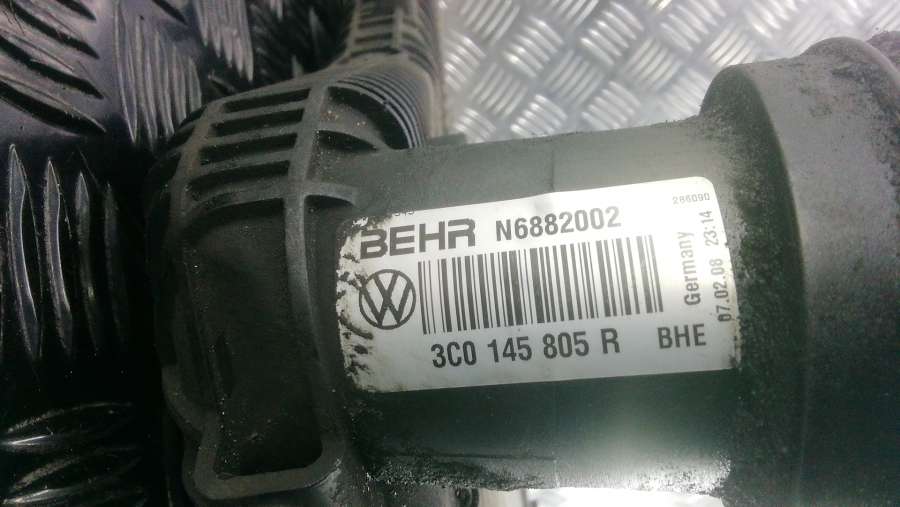 BEHR N6882002
286090
3C0 145 805 R BHE
Germany
07.02.08 23:14